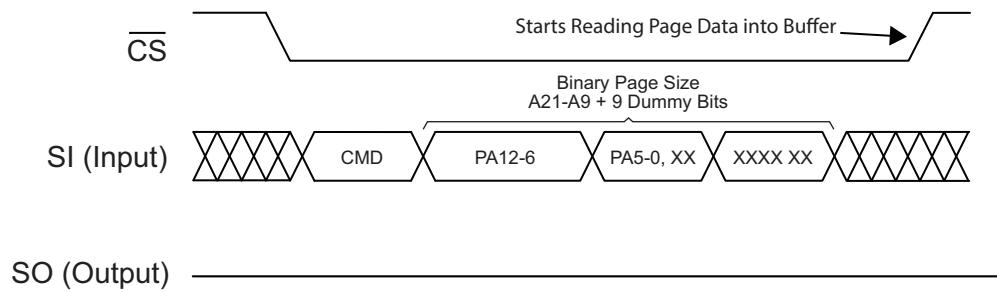 Starts Reading Page Data into Buffer
CS
Binary Page Size
A21-A9 + 9 Dummy Bits
SI (Input)
CMD
PA12-6
PA5-0, XX
XXXX XX
SO (Output)